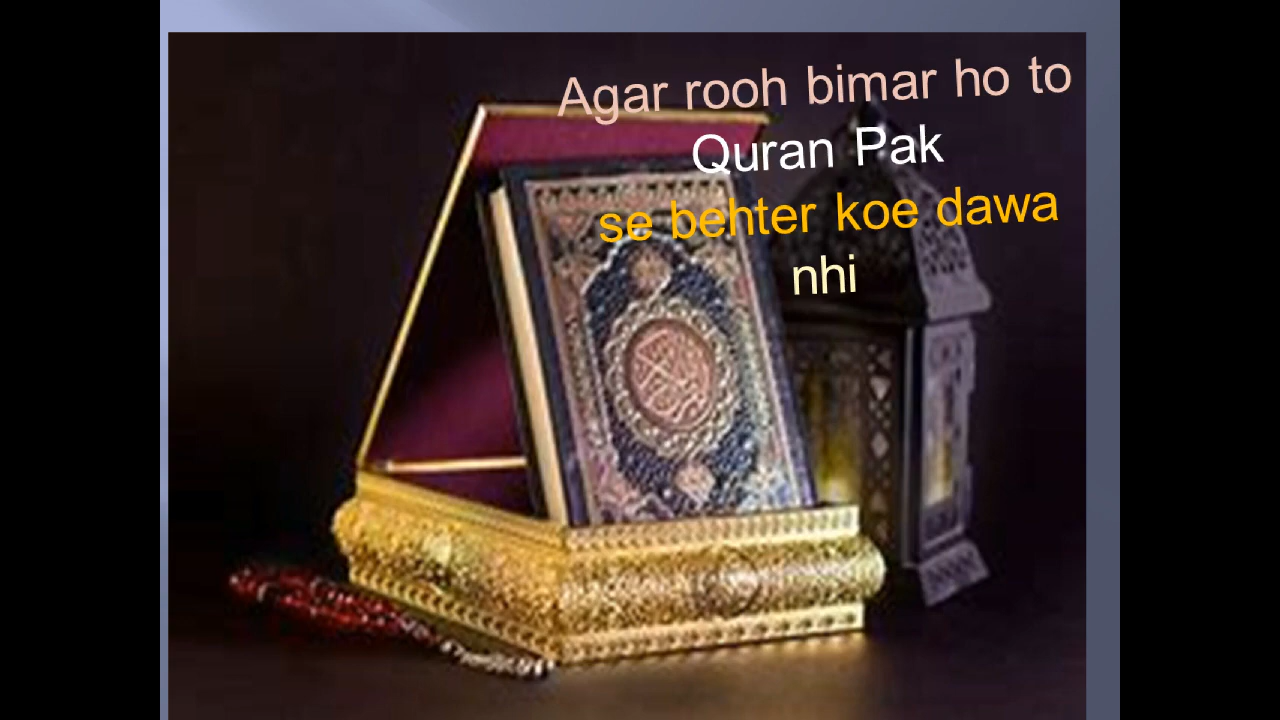 Agar rooh bimar ho to
Quran Pak
se behter koe dawa
nhi